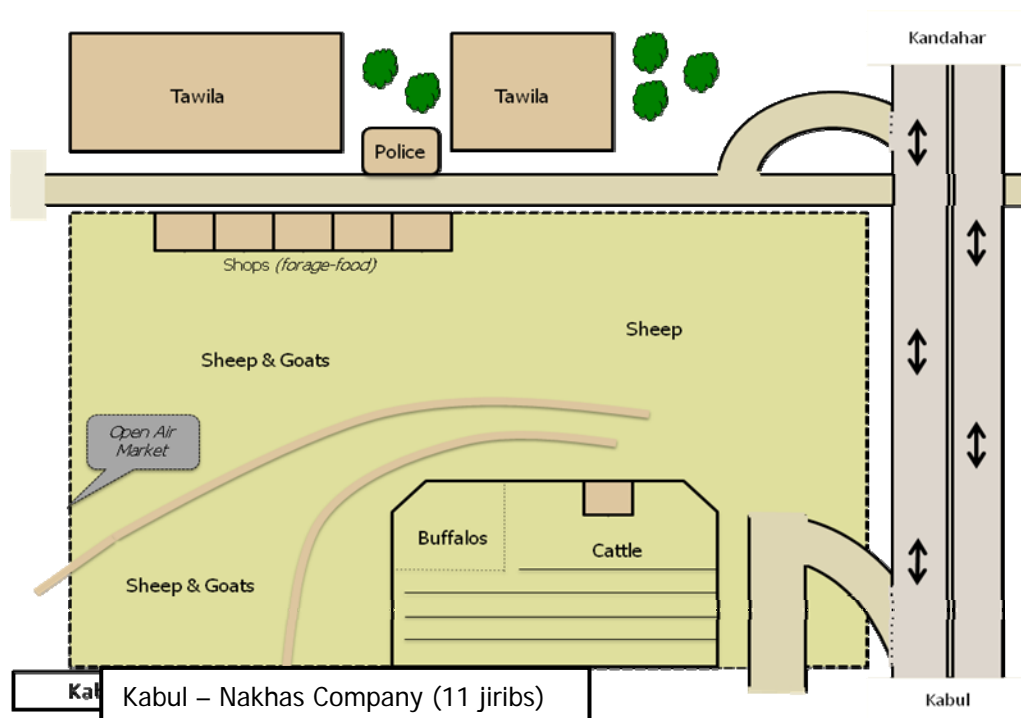 Kandahar
Tawila
Tawila
Police
Shops (forage-food)
Sheep
Sheep & Goats
Open Air
Market
Buffalos
Cattle
Sheep & Goats
Kabul – Nakhas Company (11 jiribs)
Kabul